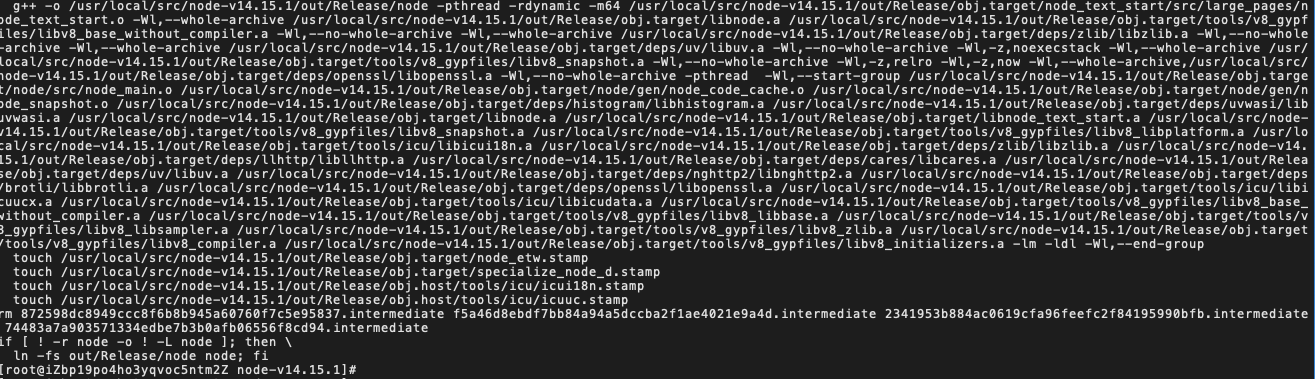 g++ -o /usr/local/src/node-v14.15.1/out/Release/node -pthread -rdynamic -m64 /usr/local/src/node-v14.15.1/out/Release/obj.target/node_text_start/src/large_pages/n
ode_text_start.o -Wl,--whole-archive /usr/local/src/node-v14.15.1/out/Release/obj.target/libnode.a /usr/local/src/node-v14.15.1/out/Release/obj.target/tools/v8_gypf
iles/libv8_base_without_compiler.a -Wl,--no-whole-archive -Wl,--whole-archive /usr/local/src/node-v14.15.1/out/Release/obj.target/deps/zlib/libzlib.a -Wl,--no-whole
-archive -Wl,--whole-archive /usr/local/src/node-v14.15.1/out/Release/obj.target/deps/uv/libuv.a -Wl,--no-whole-archive -Wl,-z,noexecstack -Wl,--whole-archive /usr/
local/src/node-v14.15.1/out/Release/obj.target/tools/v8_gypfiles/libv8_snapshot.a -Wl,--no-whole-archive -Wl,-z,relro -Wl,-z,now -Wl,--whole-archive,/usr/local/src/
node-v14.15.1/out/Release/obj.target/deps/openssl/libopenssl.a -Wl,--no-whole-archive -pthread  -Wl,--start-group /usr/local/src/node-v14.15.1/out/Release/obj.targe
t/node/src/node_main.o /usr/local/src/node-v14.15.1/out/Release/obj.target/node/gen/node_code_cache.o /usr/local/src/node-v14.15.1/out/Release/obj.target/node/gen/n
ode_snapshot.o /usr/local/src/node-v14.15.1/out/Release/obj.target/deps/histogram/libhistogram.a /usr/local/src/node-v14.15.1/out/Release/obj.target/deps/uvwasi/lib
uvwasi.a /usr/local/src/node-v14.15.1/out/Release/obj.target/libnode.a /usr/local/src/node-v14.15.1/out/Release/obj.target/libnode_text_start.a /usr/local/src/node-
v14.15.1/out/Release/obj.target/tools/v8_gypfiles/libv8_snapshot.a /usr/local/src/node-v14.15.1/out/Release/obj.target/tools/v8_gypfiles/libv8_libplatform.a /usr/lo
cal/src/node-v14.15.1/out/Release/obj.target/tools/icu/libicui18n.a /usr/local/src/node-v14.15.1/out/Release/obj.target/deps/zlib/libzlib.a /usr/local/src/node-v14.
15.1/out/Release/obj.target/deps/llhttp/libllhttp.a /usr/local/src/node-v14.15.1/out/Release/obj.target/deps/cares/libcares.a /usr/local/src/node-v14.15.1/out/Relea
se/obj.target/deps/uv/libuv.a /usr/local/src/node-v14.15.1/out/Release/obj.target/deps/nghttp2/libnghttp2.a /usr/local/src/node-v14.15.1/out/Release/obj.target/deps
/brotli/libbrotli.a /usr/local/src/node-v14.15.1/out/Release/obj.target/deps/openssl/libopenssl.a /usr/local/src/node-v14.15.1/out/Release/obj.target/tools/icu/libi
cuucx.a /usr/local/src/node-v14.15.1/out/Release/obj.target/tools/icu/libicudata.a /usr/local/src/node-v14.15.1/out/Release/obj.target/tools/v8_gypfiles/libv8_base_
without_compiler.a /usr/local/src/node-v14.15.1/out/Release/obj.target/tools/v8_gypfiles/libv8_libbase.a /usr/local/src/node-v14.15.1/out/Release/obj.target/tools/v
8_gypfiles/libv8_libsampler.a /usr/local/src/node-v14.15.1/out/Release/obj.target/tools/v8_gypfiles/libv8_zlib.a /usr/local/src/node-v14.15.1/out/Release/obj.target
/tools/v8_gypfiles/libv8_compiler.a /usr/local/src/node-v14.15.1/out/Release/obj.target/tools/v8_gypfiles/libv8_initializers.a -lm -ldl -Wl,--end-group
touch /usr/local/src/node-v14.15.1/out/Release/obj.target/node_etw.stamp
touch /usr/local/src/node-v14.15.1/out/Release/obj.target/specialize_node_d.stamp
touch /usr/local/src/node-v14.15.1/out/Release/obj.host/tools/icu/icui18n.stamp
touch /usr/local/src/node-v14.15.1/out/Release/obj.host/tools/icu/icuuc.stamp
rm 872598dc8949ccc8f6b8b945a60760f7c5e95837.intermediate f5a46d8ebdf7bb84a94a5dccba2f1ae4021e9a4d.intermediate 2341953b884ac0619cfa96feefc2f84195990bfb.intermediate
74483a7a903571334edbe7b3b0afb06556f8cd94.intermediate
if [ ! -r node -o ! -L node ]; then \
ln -fs out/Release/node node; fi
[root@iZbp19po4ho3yqvoc5ntm2Z node-v14.15.1]#